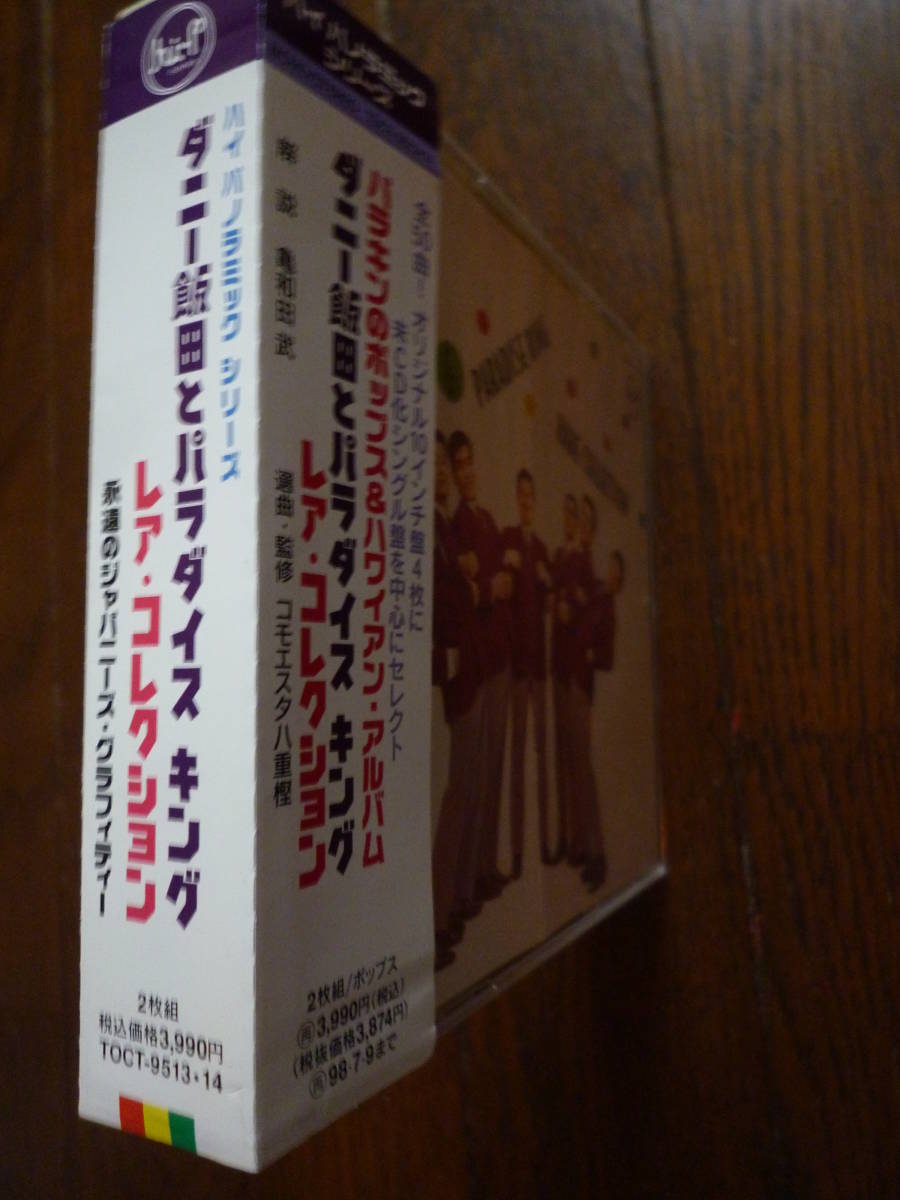 hi-fi
ハイ パノラミック シリーズ
ダニー飯田とパラダイス キング
レア・コレクション
永遠のジャパニーズ・グラフィティー
2枚組
税込価格3,990円
TOCT-9513・14
ハイ パノラミック
シリーズ
全50曲!! オリジナル10インチ盤4枚に
未CD化シングル盤を中心にセレクト
パラキンのポップス&ハワイアン・アルバム
ダニー飯田とパラダイス キング
レア・コレクション
解説 亀和田武
選曲・監修 コモエスタ八重樫
2枚組/ポップス
再3,990円(税込)
(税抜価格3,874円)
再98・7・9まで
PARADISE KING
RARE COLLECTION